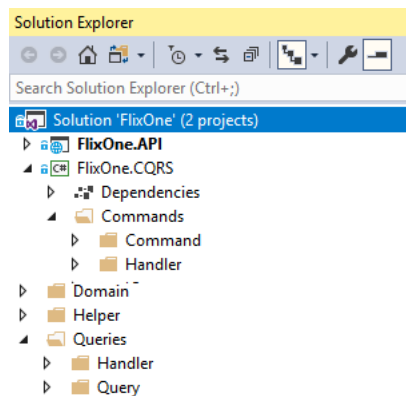 Solution Explorer
Search Solution Explorer (Ctrl+;)
Solution 'FlixOne' (2 projects)
FlixOne.API
C# FlixOne.CQRS
Dependencies
Commands
Command
Handler
Domain
Helper
Queries
Handler
Query